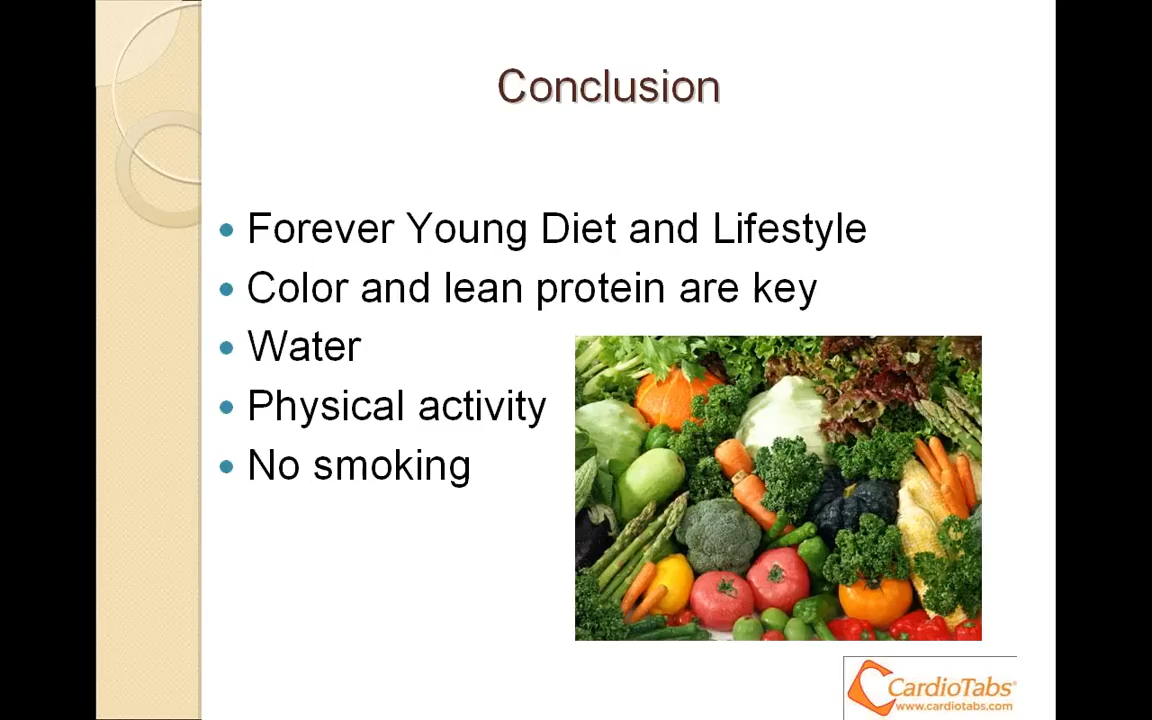 Conclusion
Forever Young Diet and Lifestyle
Color and lean protein are key
Water
Physical activity
No smoking
CardioTabs®
www.cardiotabs.com